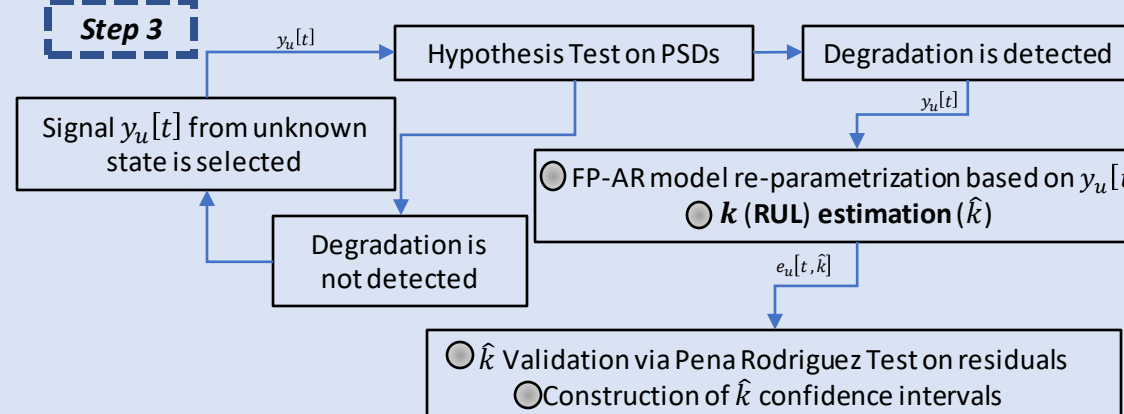 Step 3
y_u[t]
Hypothesis Test on PSDs
Degradation is detected
Signal y_u[t] from unknown
state is selected
y_u[t]
FP-AR model re-parametrization based on y_u[t
k (RUL) estimation (k̂)
Degradation is
not detected
e_u[t, k̂]
k̂ Validation via Pena Rodriguez Test on residuals
Construction of k̂ confidence intervals